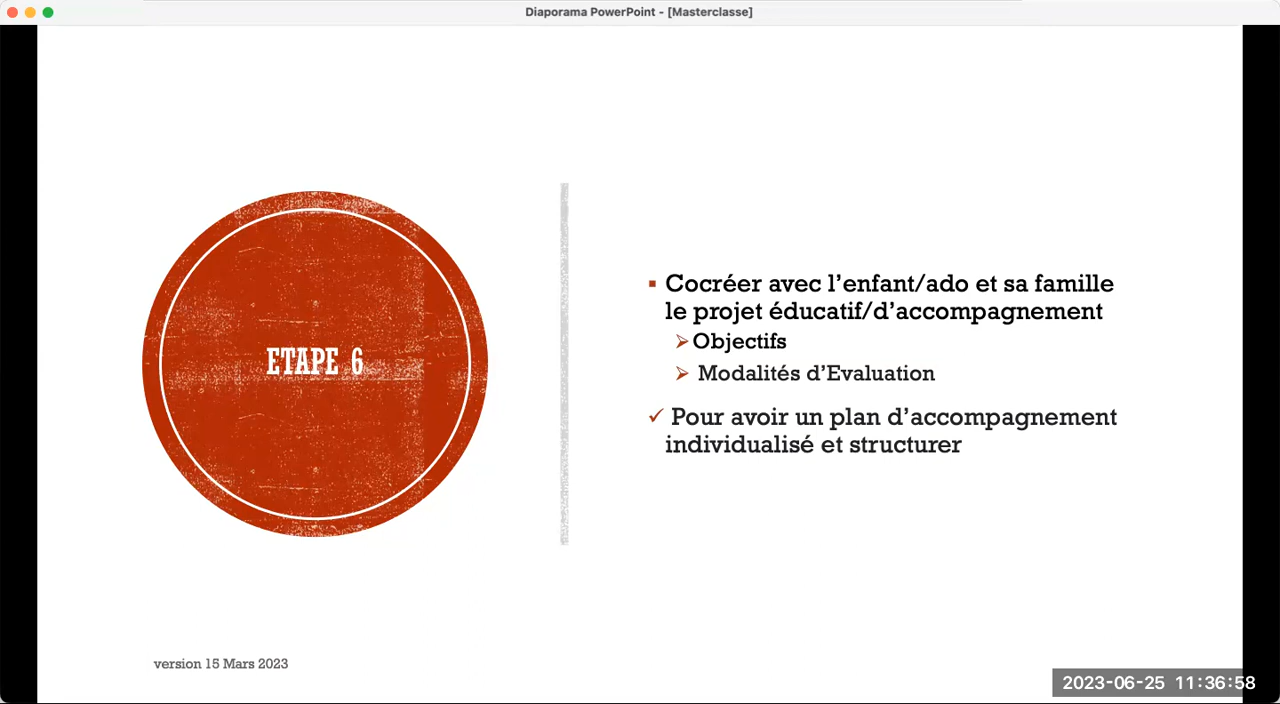 Diaporama PowerPoint - [Masterclasse]
ETAPE 6
▪ Cocréer avec l’enfant/ado et sa famille
le projet éducatif/d’accompagnement
➢Objectifs
➢ Modalités d’Evaluation
✓ Pour avoir un plan d’accompagnement
individualisé et structurer
version 15 Mars 2023
2023-06-25 11:36:58